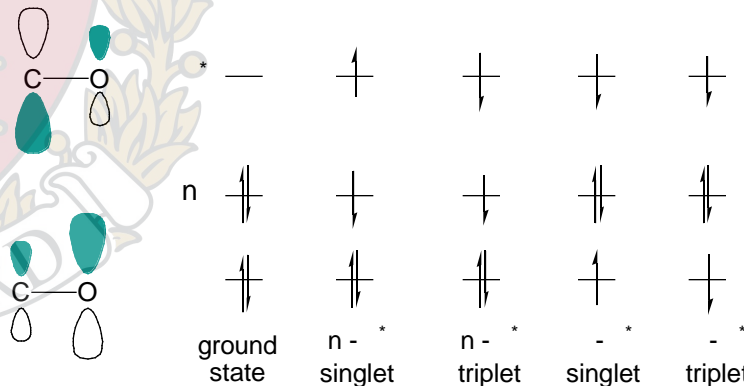 C O
*
n
C O
ground state
n - * singlet
n - * triplet
- * singlet
- * triplet